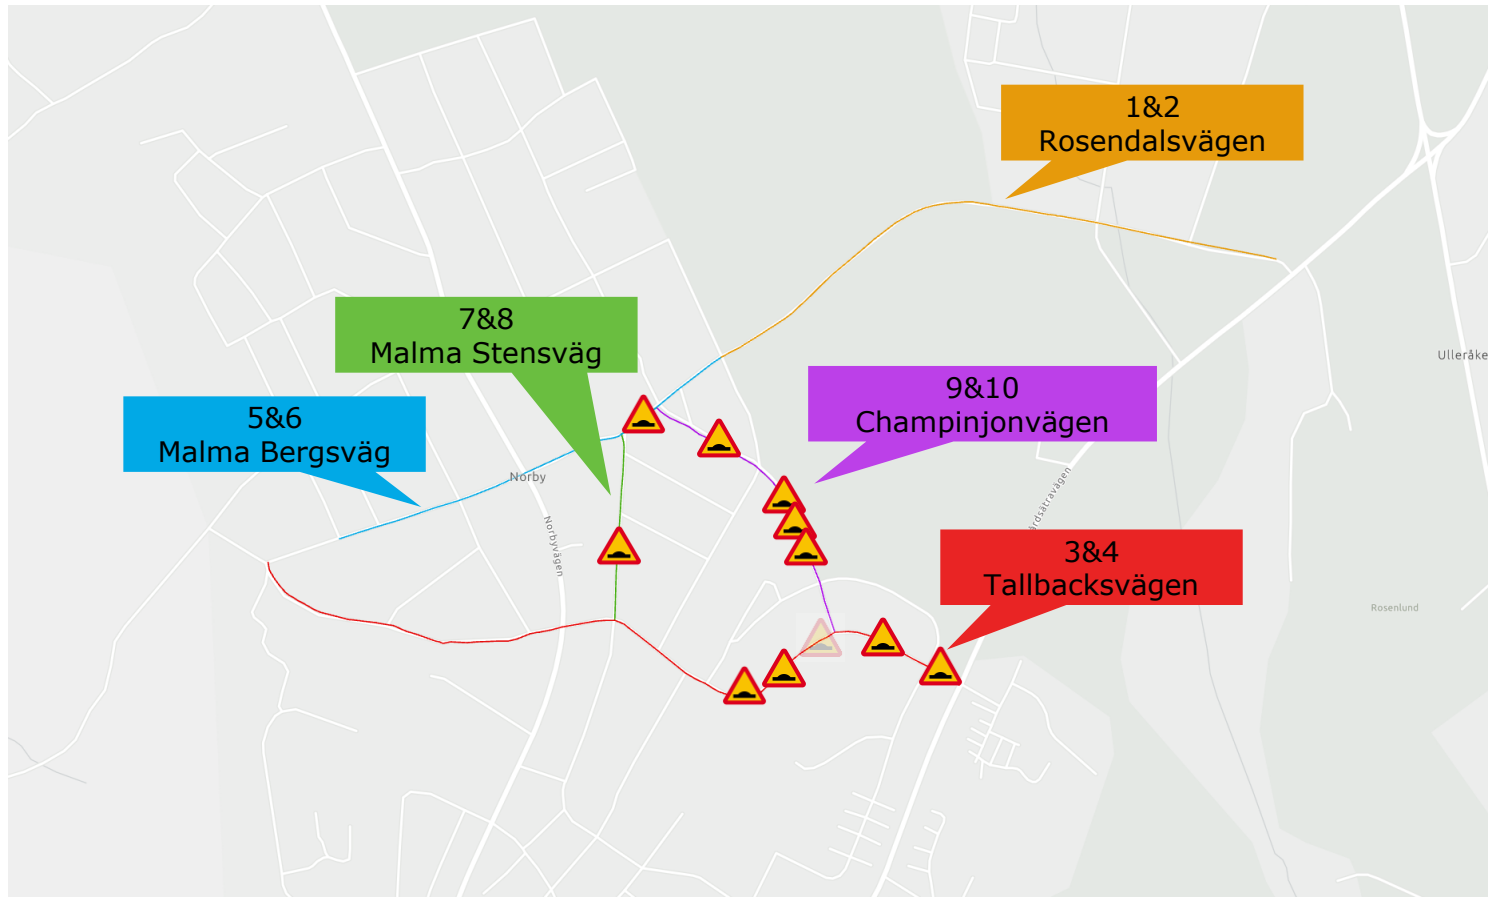 1&2
Rosendalsvägen
7&8
Malma Stensväg
Ulleråke
9&10
Champinjonvägen
5&6
Malma Bergsväg
Norby
Norbyvägen
årdsätravägen
3&4
Tallbacksvägen
Rosenlund